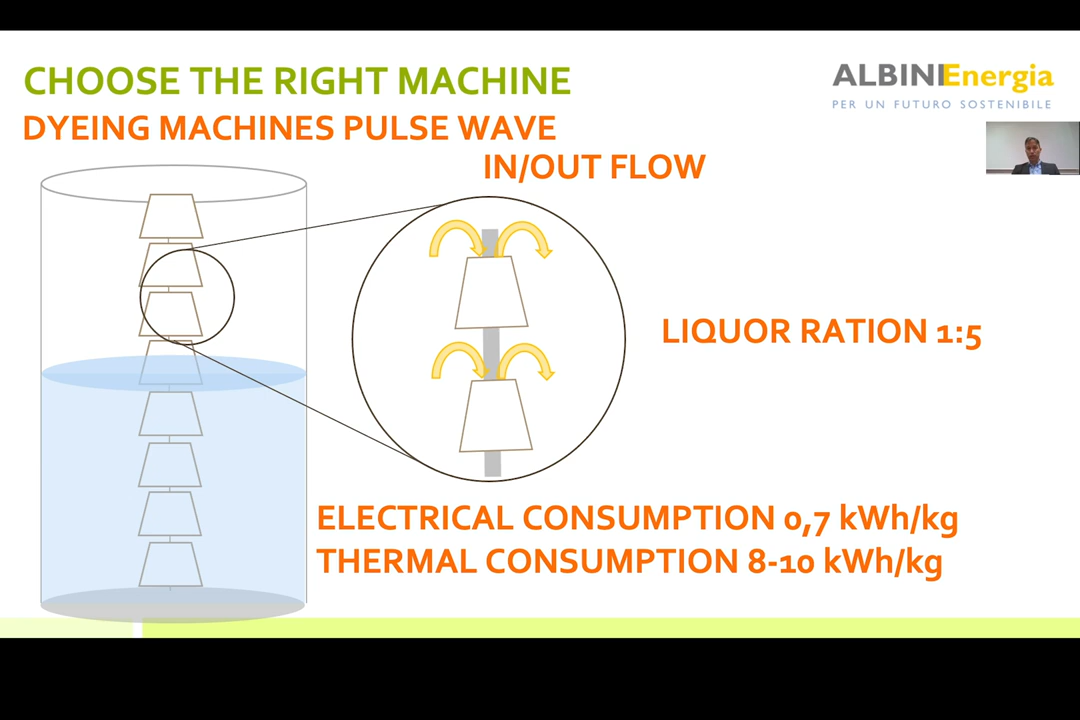 CHOOSE THE RIGHT MACHINE
ALBINIEnergia
PER UN FUTURO SOSTENIBILE
DYEING MACHINES PULSE WAVE
IN/OUT FLOW
LIQUOR RATION 1:5
ELECTRICAL CONSUMPTION 0,7 kWh/kg
THERMAL CONSUMPTION 8-10 kWh/kg